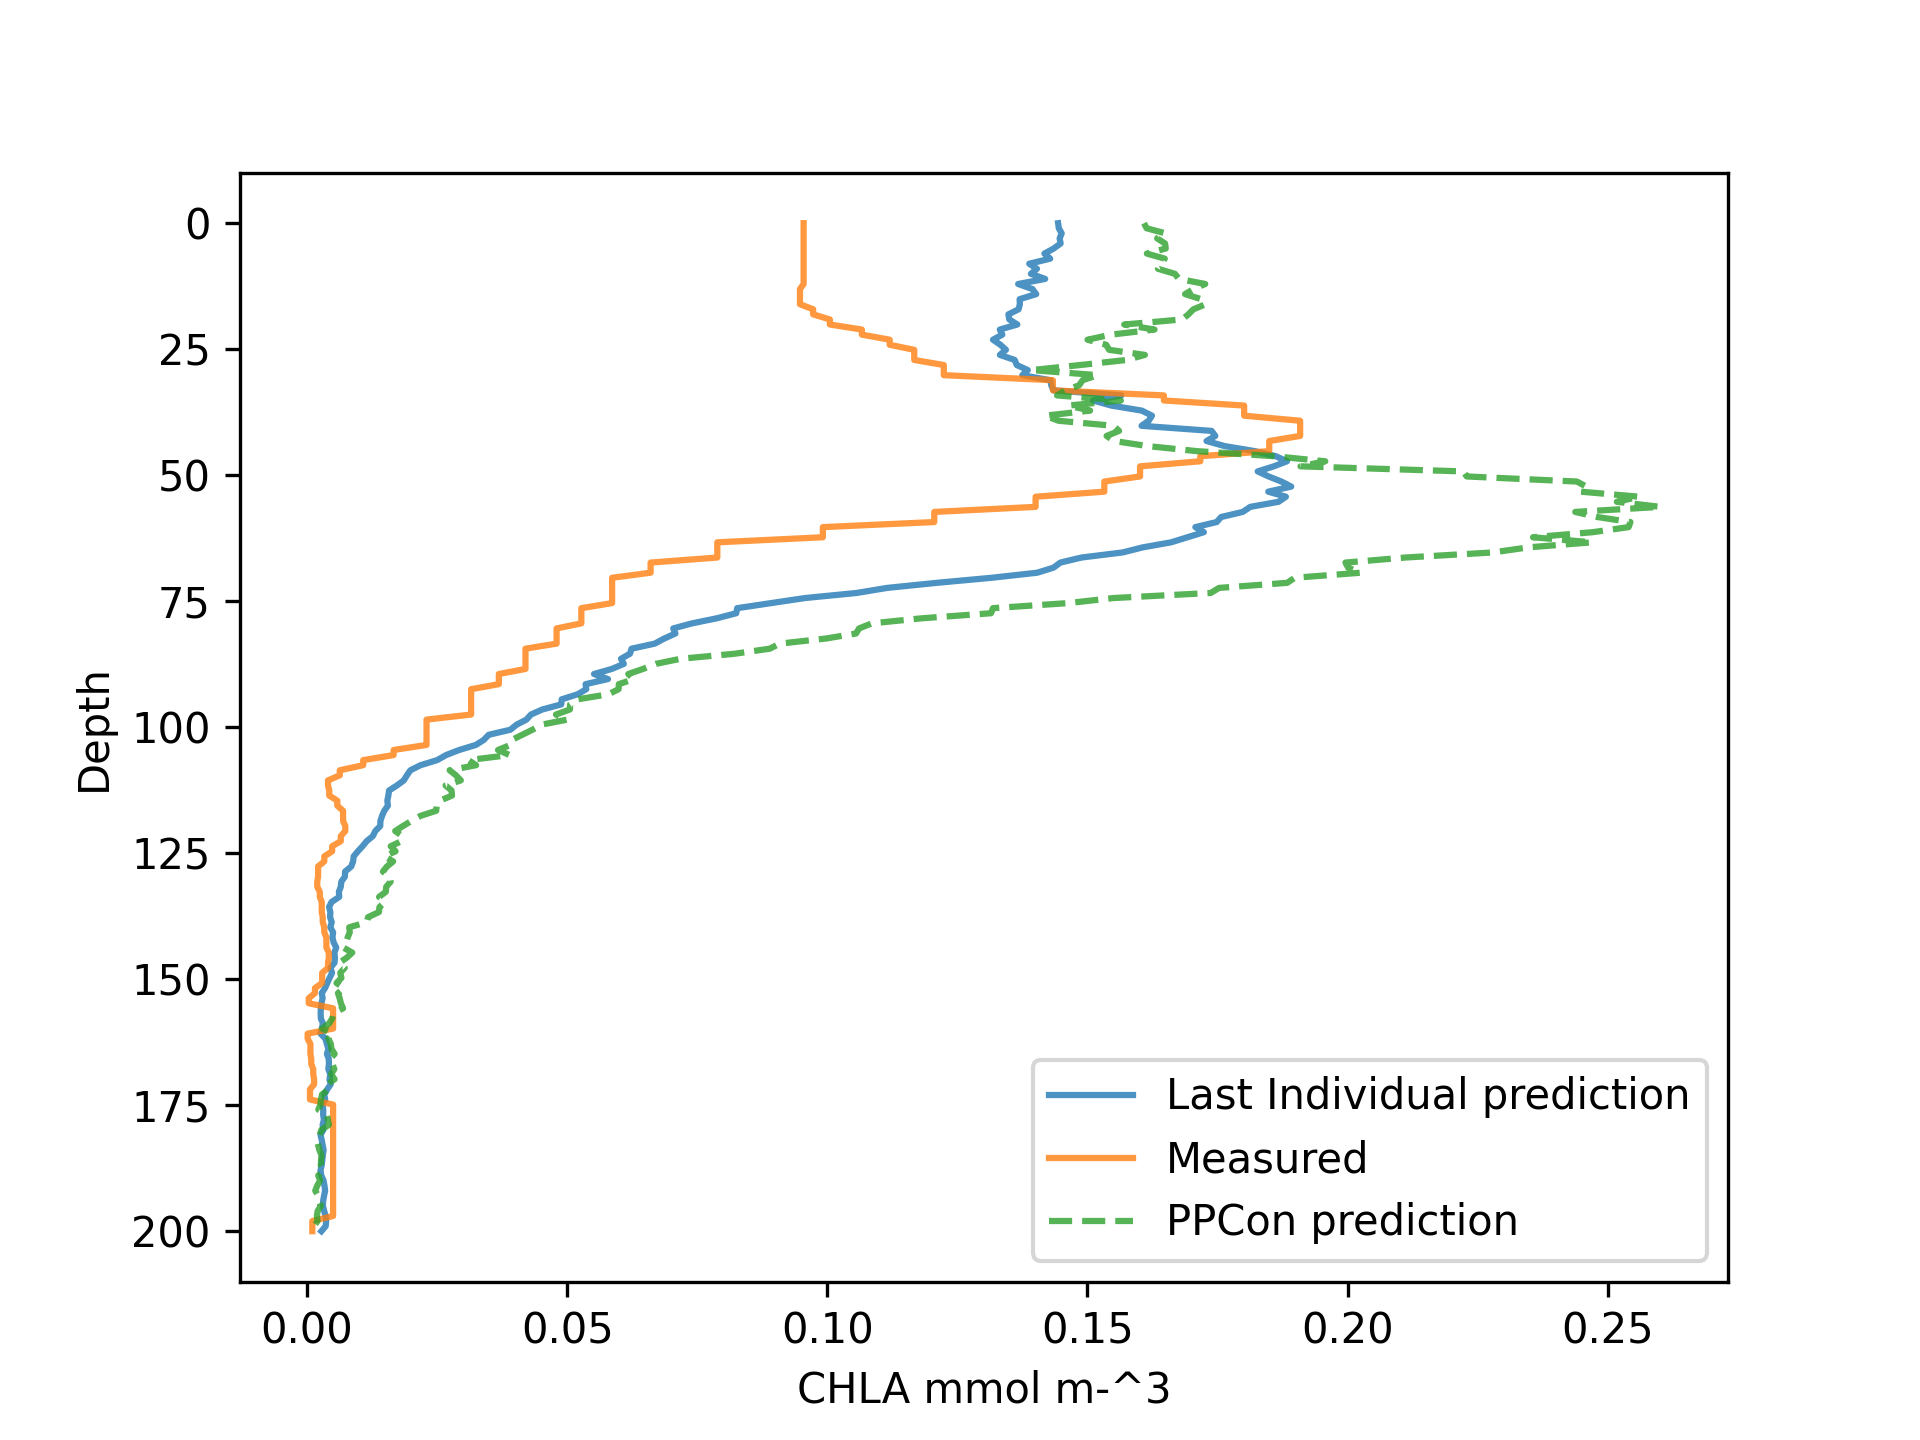 0
25
50
75
100
125
150
175
200
Depth
0.00 0.05 0.10 0.15 0.20 0.25
CHLA mmol m-^3
Last Individual prediction
Measured
PPCon prediction